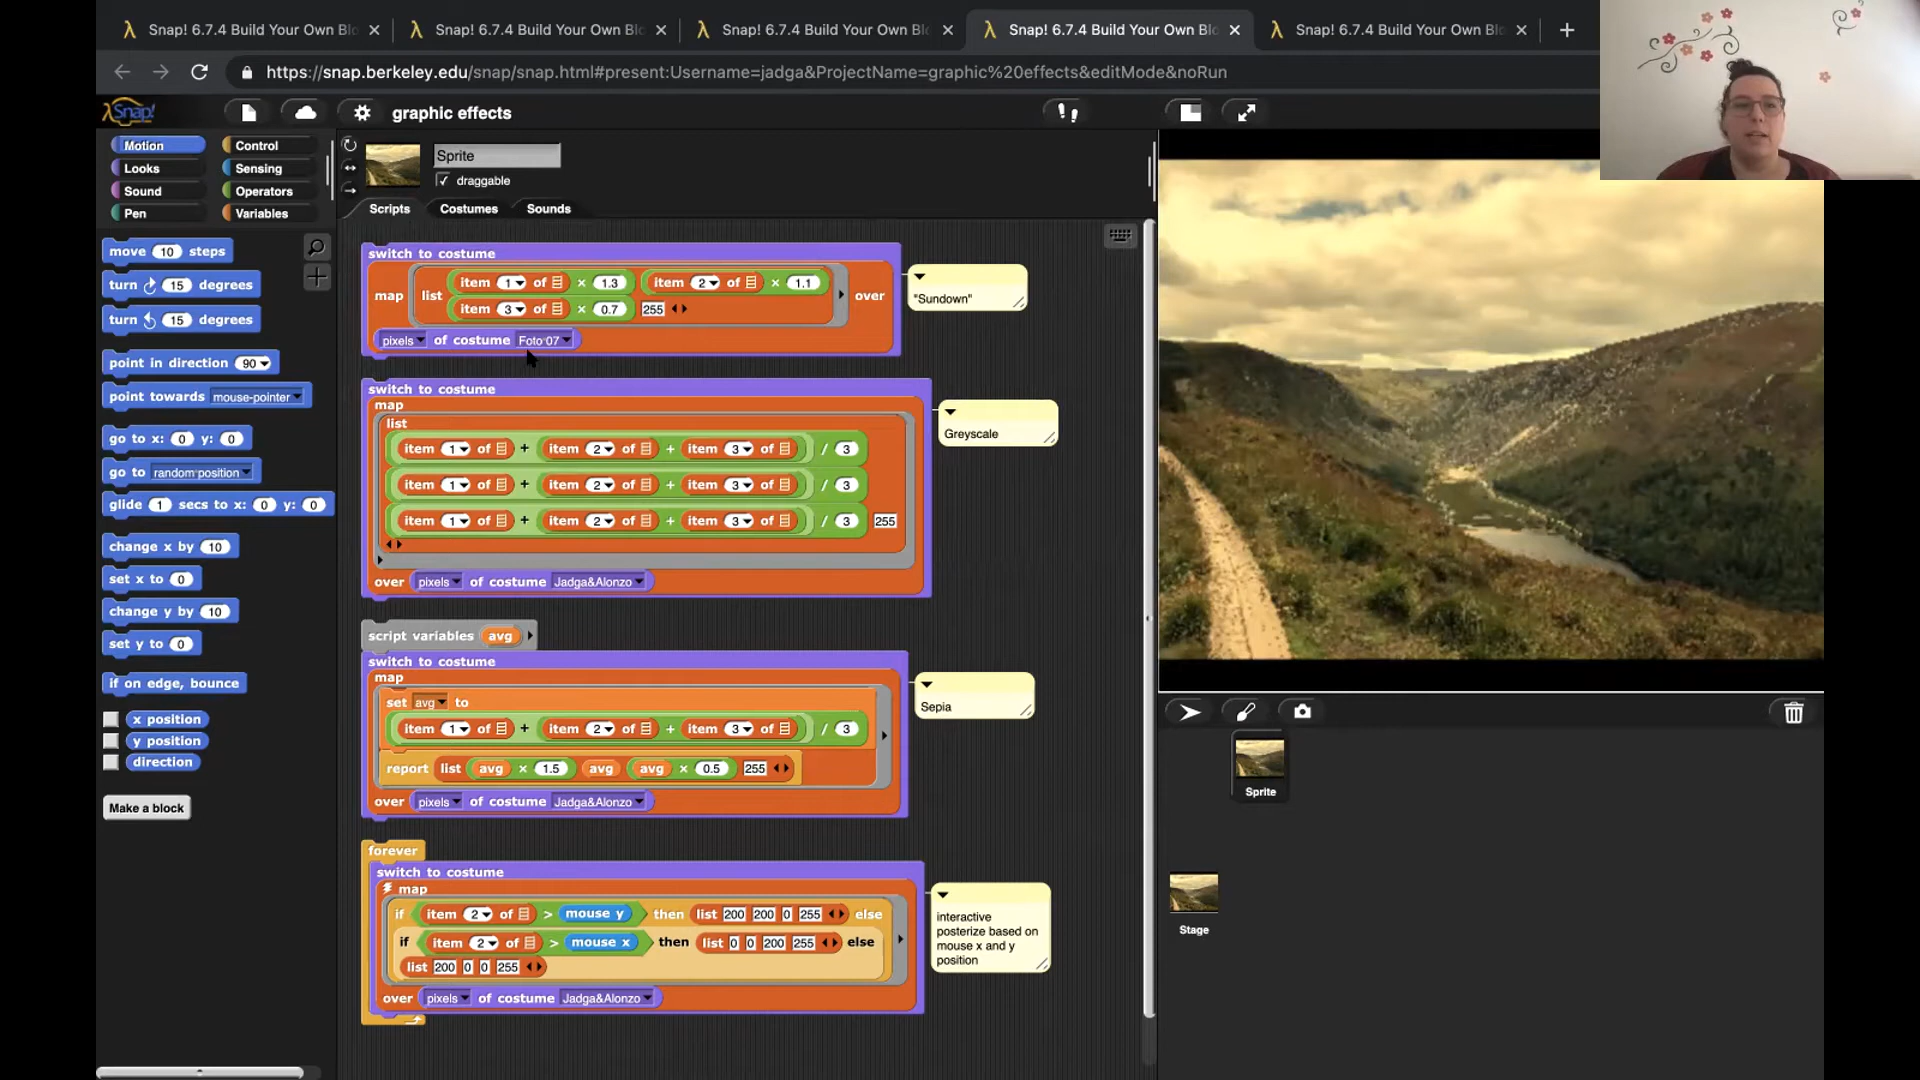 Snap! 6.7.4 Build Your Own Blo
Snap! 6.7.4 Build Your Own Blo
Snap! 6.7.4 Build Your Own Blo
Snap! 6.7.4 Build Your Own Blo
Snap! 6.7.4 Build Your Own Blo
https://snap.berkeley.edu/snap/snap.html#present:Username=jadga&ProjectName=graphic%20effects&editMode&noRun
λSnap!
graphic effects
Motion
Control
Looks
Sensing
Sound
Operators
Pen
Variables
move 10 steps
turn 15 degrees
turn 15 degrees
point in direction 90
point towards mouse-pointer
go to x: 0 y: 0
go to random position
glide 1 secs to x: 0 y: 0
change x by 10
set x to 0
change y by 10
set y to 0
if on edge, bounce
x position
y position
direction
Make a block
Sprite
draggable
Scripts
Costumes
Sounds
switch to costume
map list item 1 of × 1.3 item 2 of × 1.1
item 3 of × 0.7 255 over
pixels of costume Foto 07
"Sundown"
switch to costume
map
list
item 1 of + item 2 of + item 3 of / 3
item 1 of + item 2 of + item 3 of / 3
item 1 of + item 2 of + item 3 of / 3 255
over pixels of costume Jadga&Alonzo
Greyscale
script variables avg
switch to costume
map
set avg to
item 1 of + item 2 of + item 3 of / 3
report list avg × 1.5 avg avg × 0.5 255
over pixels of costume Jadga&Alonzo
Sepia
forever
switch to costume
map
if item 2 of > mouse y then list 200 200 0 255 else
if item 2 of > mouse x then list 0 0 200 255 else
list 200 0 0 255
over pixels of costume Jadga&Alonzo
interactive
posterize based on
mouse x and y
position
Sprite
Stage